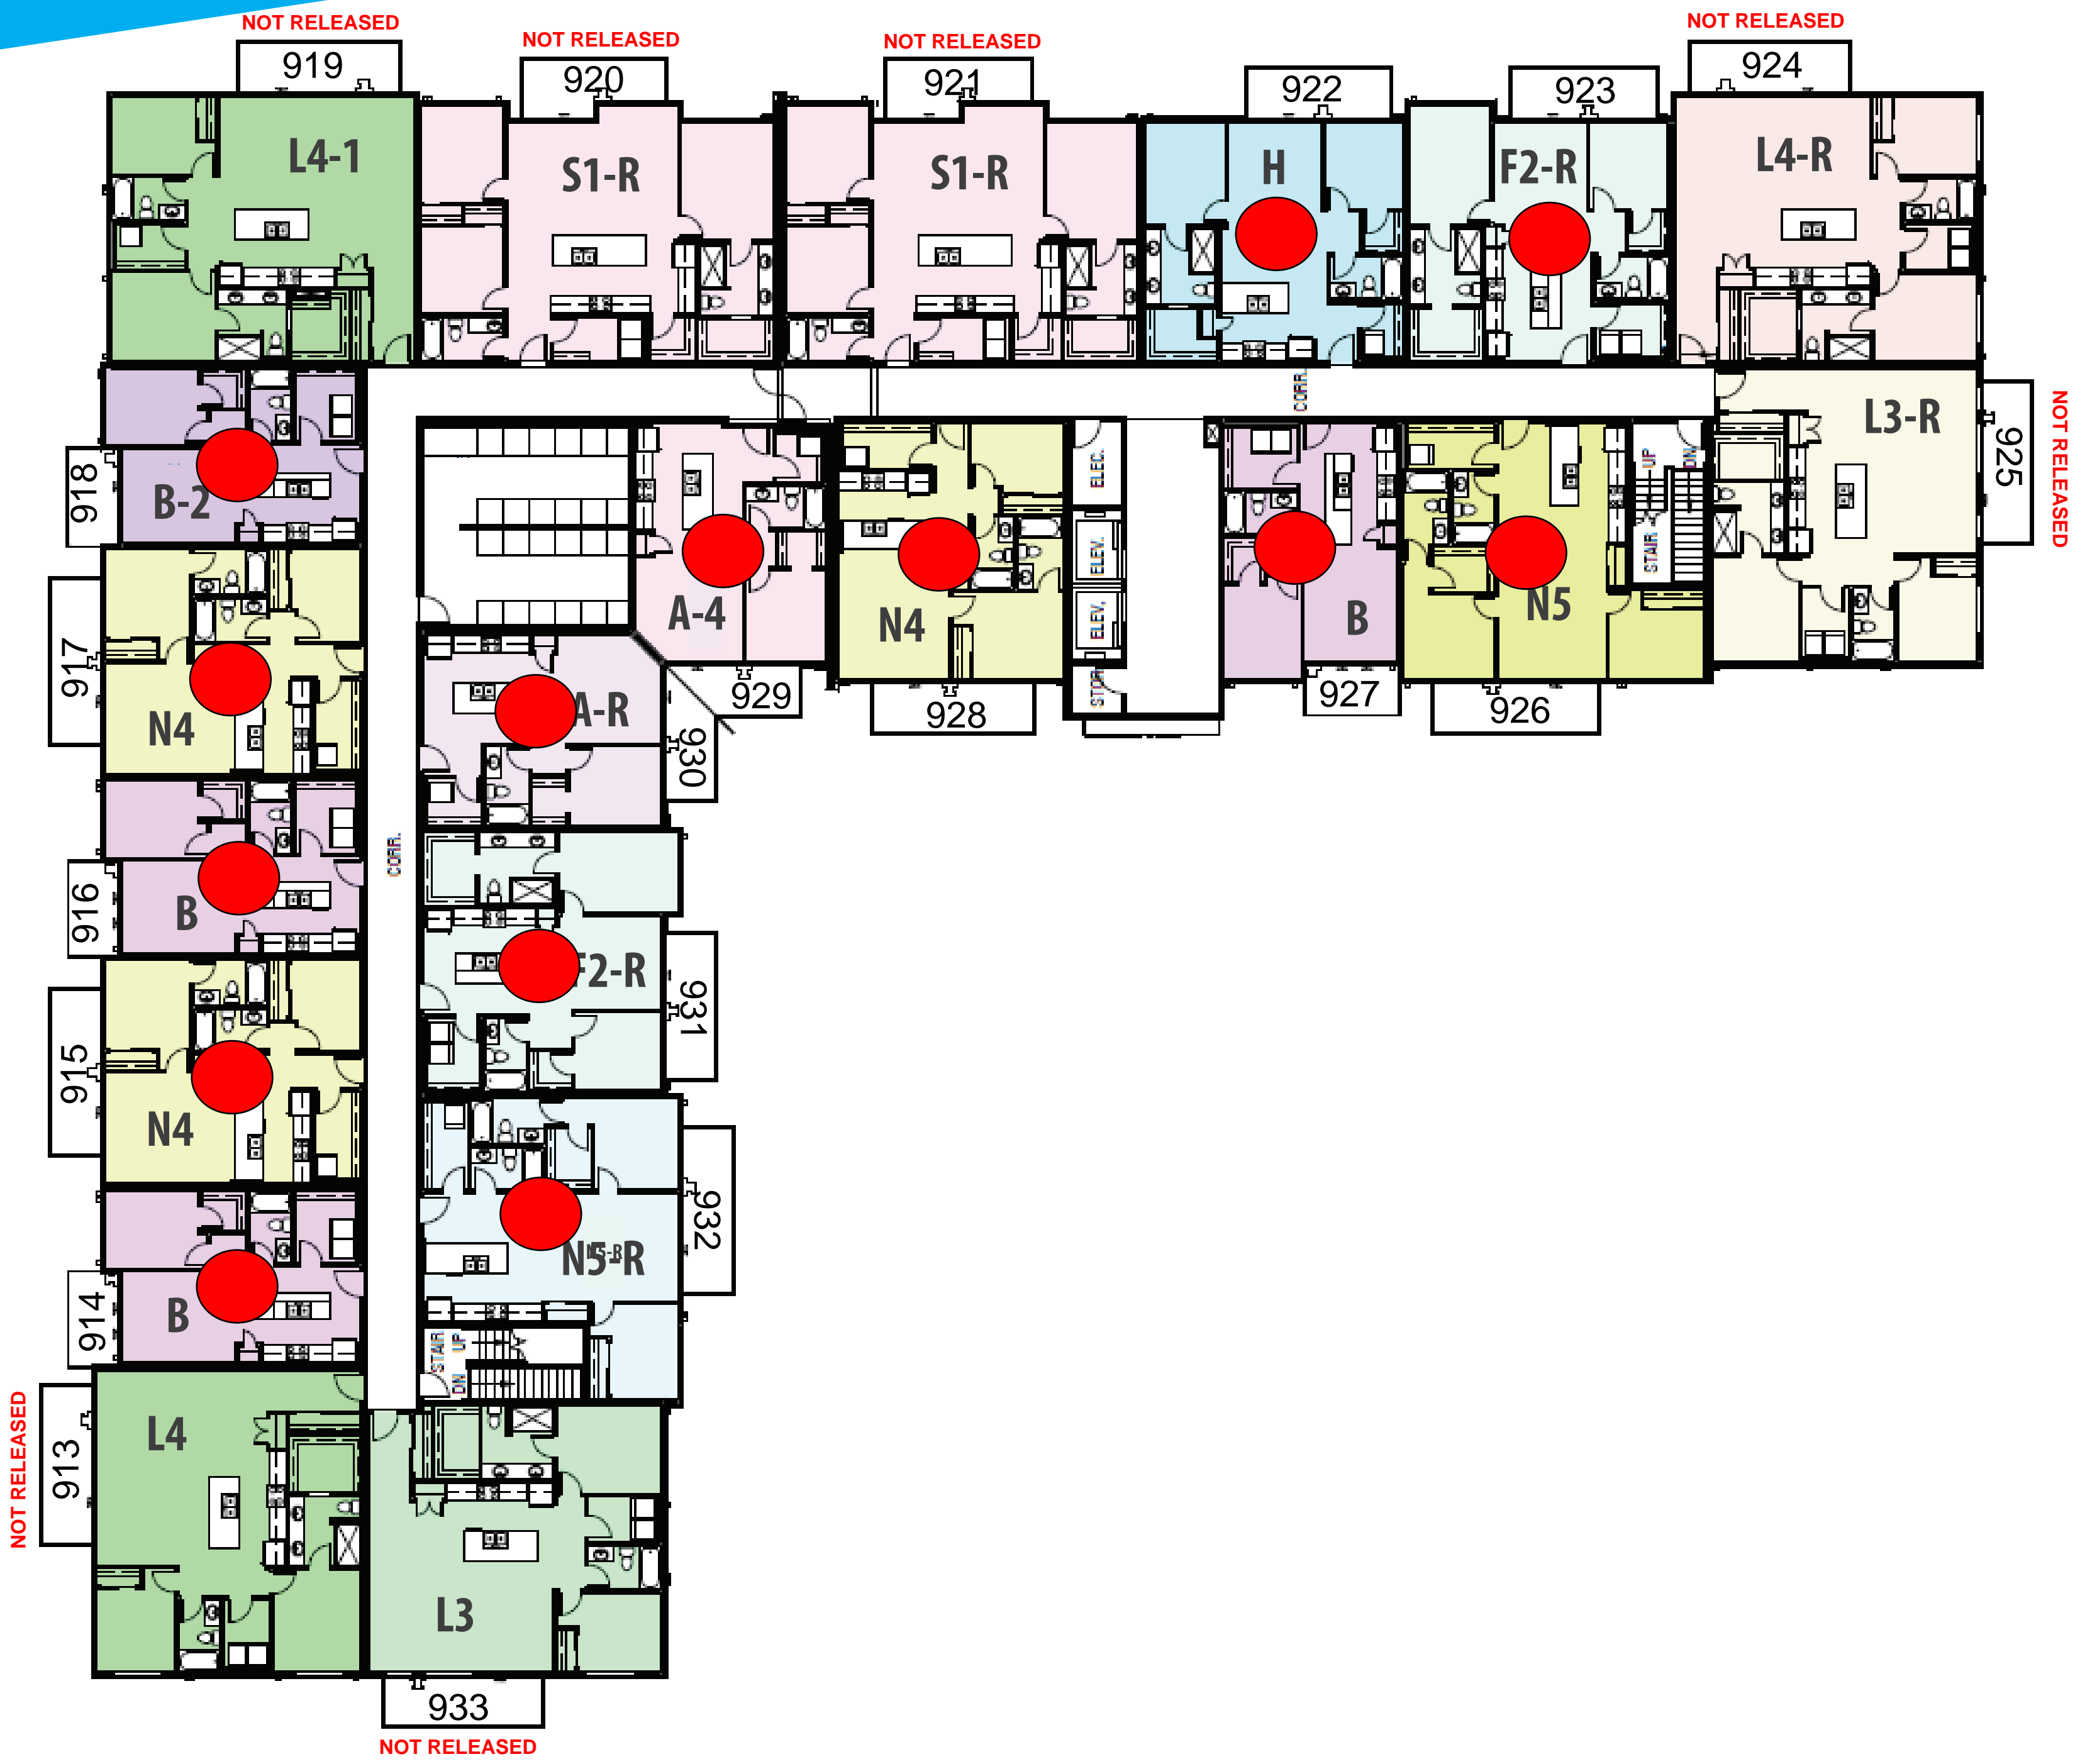 NOT RELEASED
NOT RELEASED
NOT RELEASED
NOT RELEASED
919
920
921
922
923
924
L4-1
S1-R
S1-R
H
F2-R
L4-R
CORR.
L3-R
925
NOT RELEASED
918
B-2
A-4
N4
ELEC.
ELEV.
ELEV.
STOR.
B
N5
UP
DN
STAIR
929
928
927
926
917
N4
A-R
930
CORR.
916
B
F2-R
931
915
N4
N5-R
N5-R
932
914
B
STAIR
UP
DN
NOT RELEASED
913
L4
L3
933
NOT RELEASED